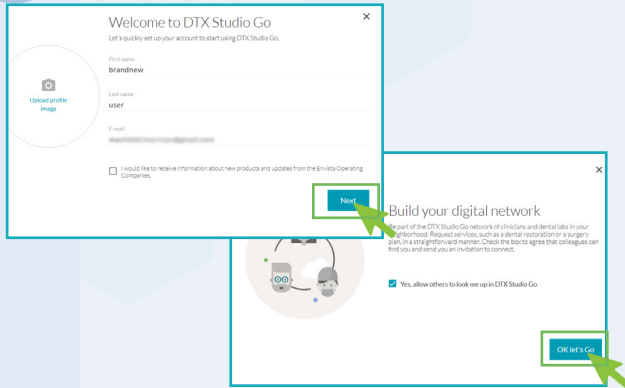 Welcome to DTX Studio Go
Let's quickly set up your account to start using DTX Studio Go.
First name
brandnew
Upload profile
image
Last name
user
E-mail
I would like to receive information about new products and updates from the Envista Operating
Companies.
Next
Build your digital network
Be part of the DTX Studio Go network of clinicians and dental labs in your
neighborhood. Request services, such as a dental restoration or a surgery
plan, in a straightforward manner. Check the box to agree that colleagues can
find you and send you an invitation to connect.
Yes, allow others to look me up in DTX Studio Go
OK let's Go